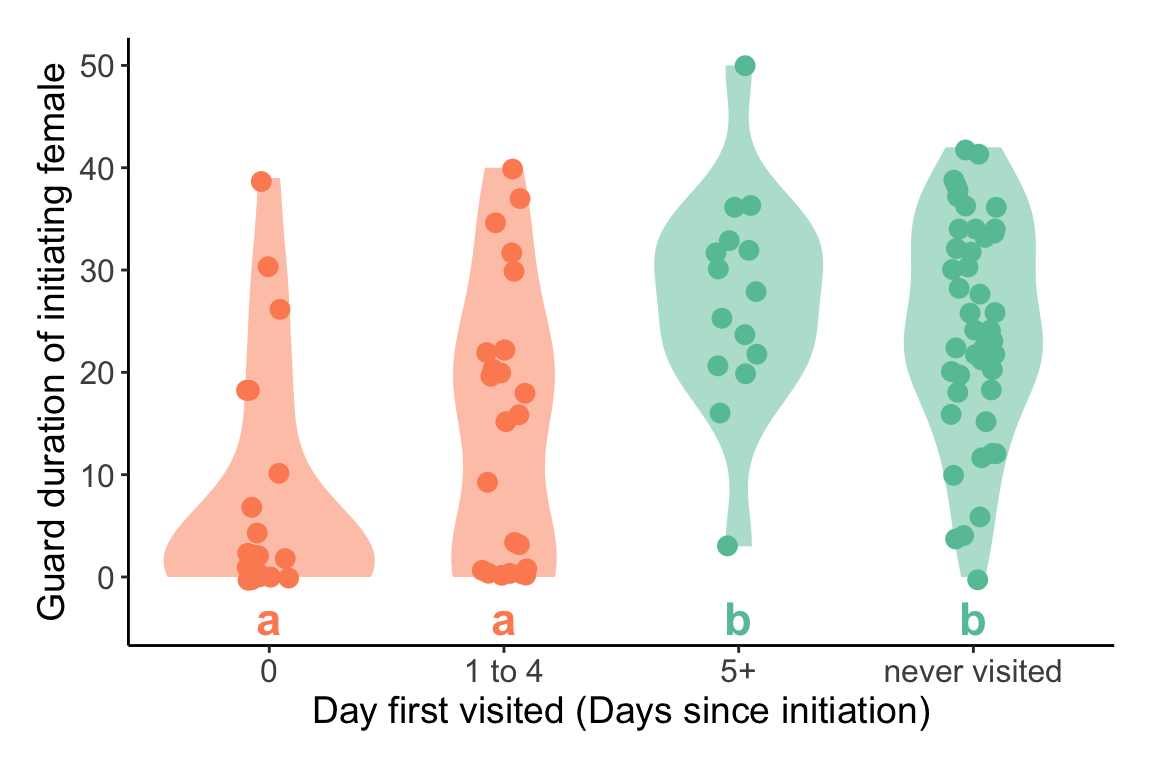 Guard duration of initiating female
50
40
30
20
10
0
a a b b
0 1 to 4 5+ never visited
Day first visited (Days since initiation)